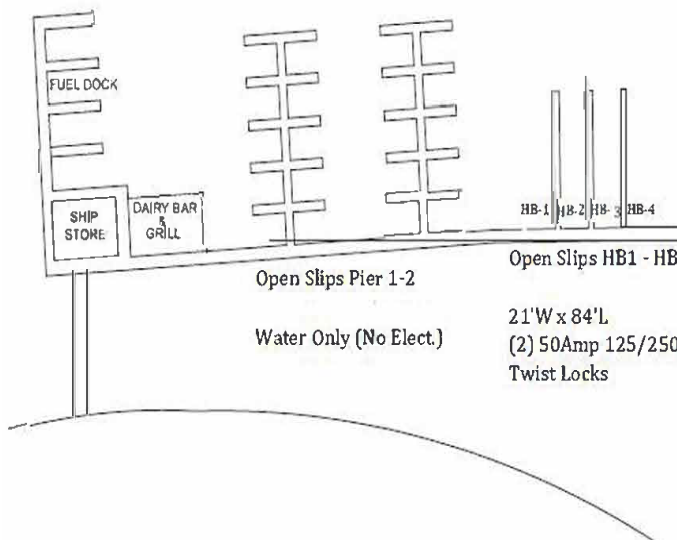 FUEL DOCK
SHIP
STORE
DAIRY BAR
&
GRILL
HB-1
HB-2
HB-3
HB-4
Open Slips Pier 1-2
Water Only (No Elect.)
Open Slips HB1 - HB
21'W x 84'L
(2) 50Amp 125/250
Twist Locks